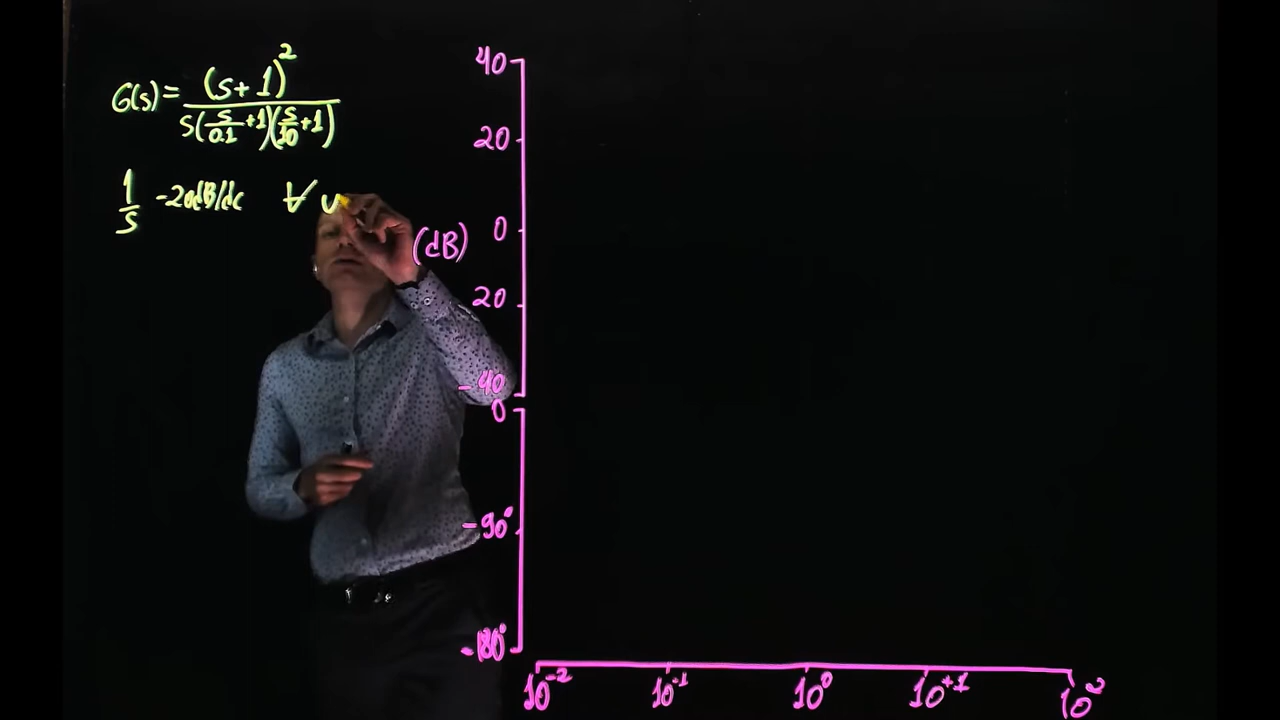 G(s)= (s+1)²
s(s/0.1 +1)(s/10 +1)
1/s -20dB/dc ∀ w
40
20
0
(dB)
20
-40
0
-90°
-180°
10⁻² 10⁻¹ 10⁰ 10⁺¹ 10²